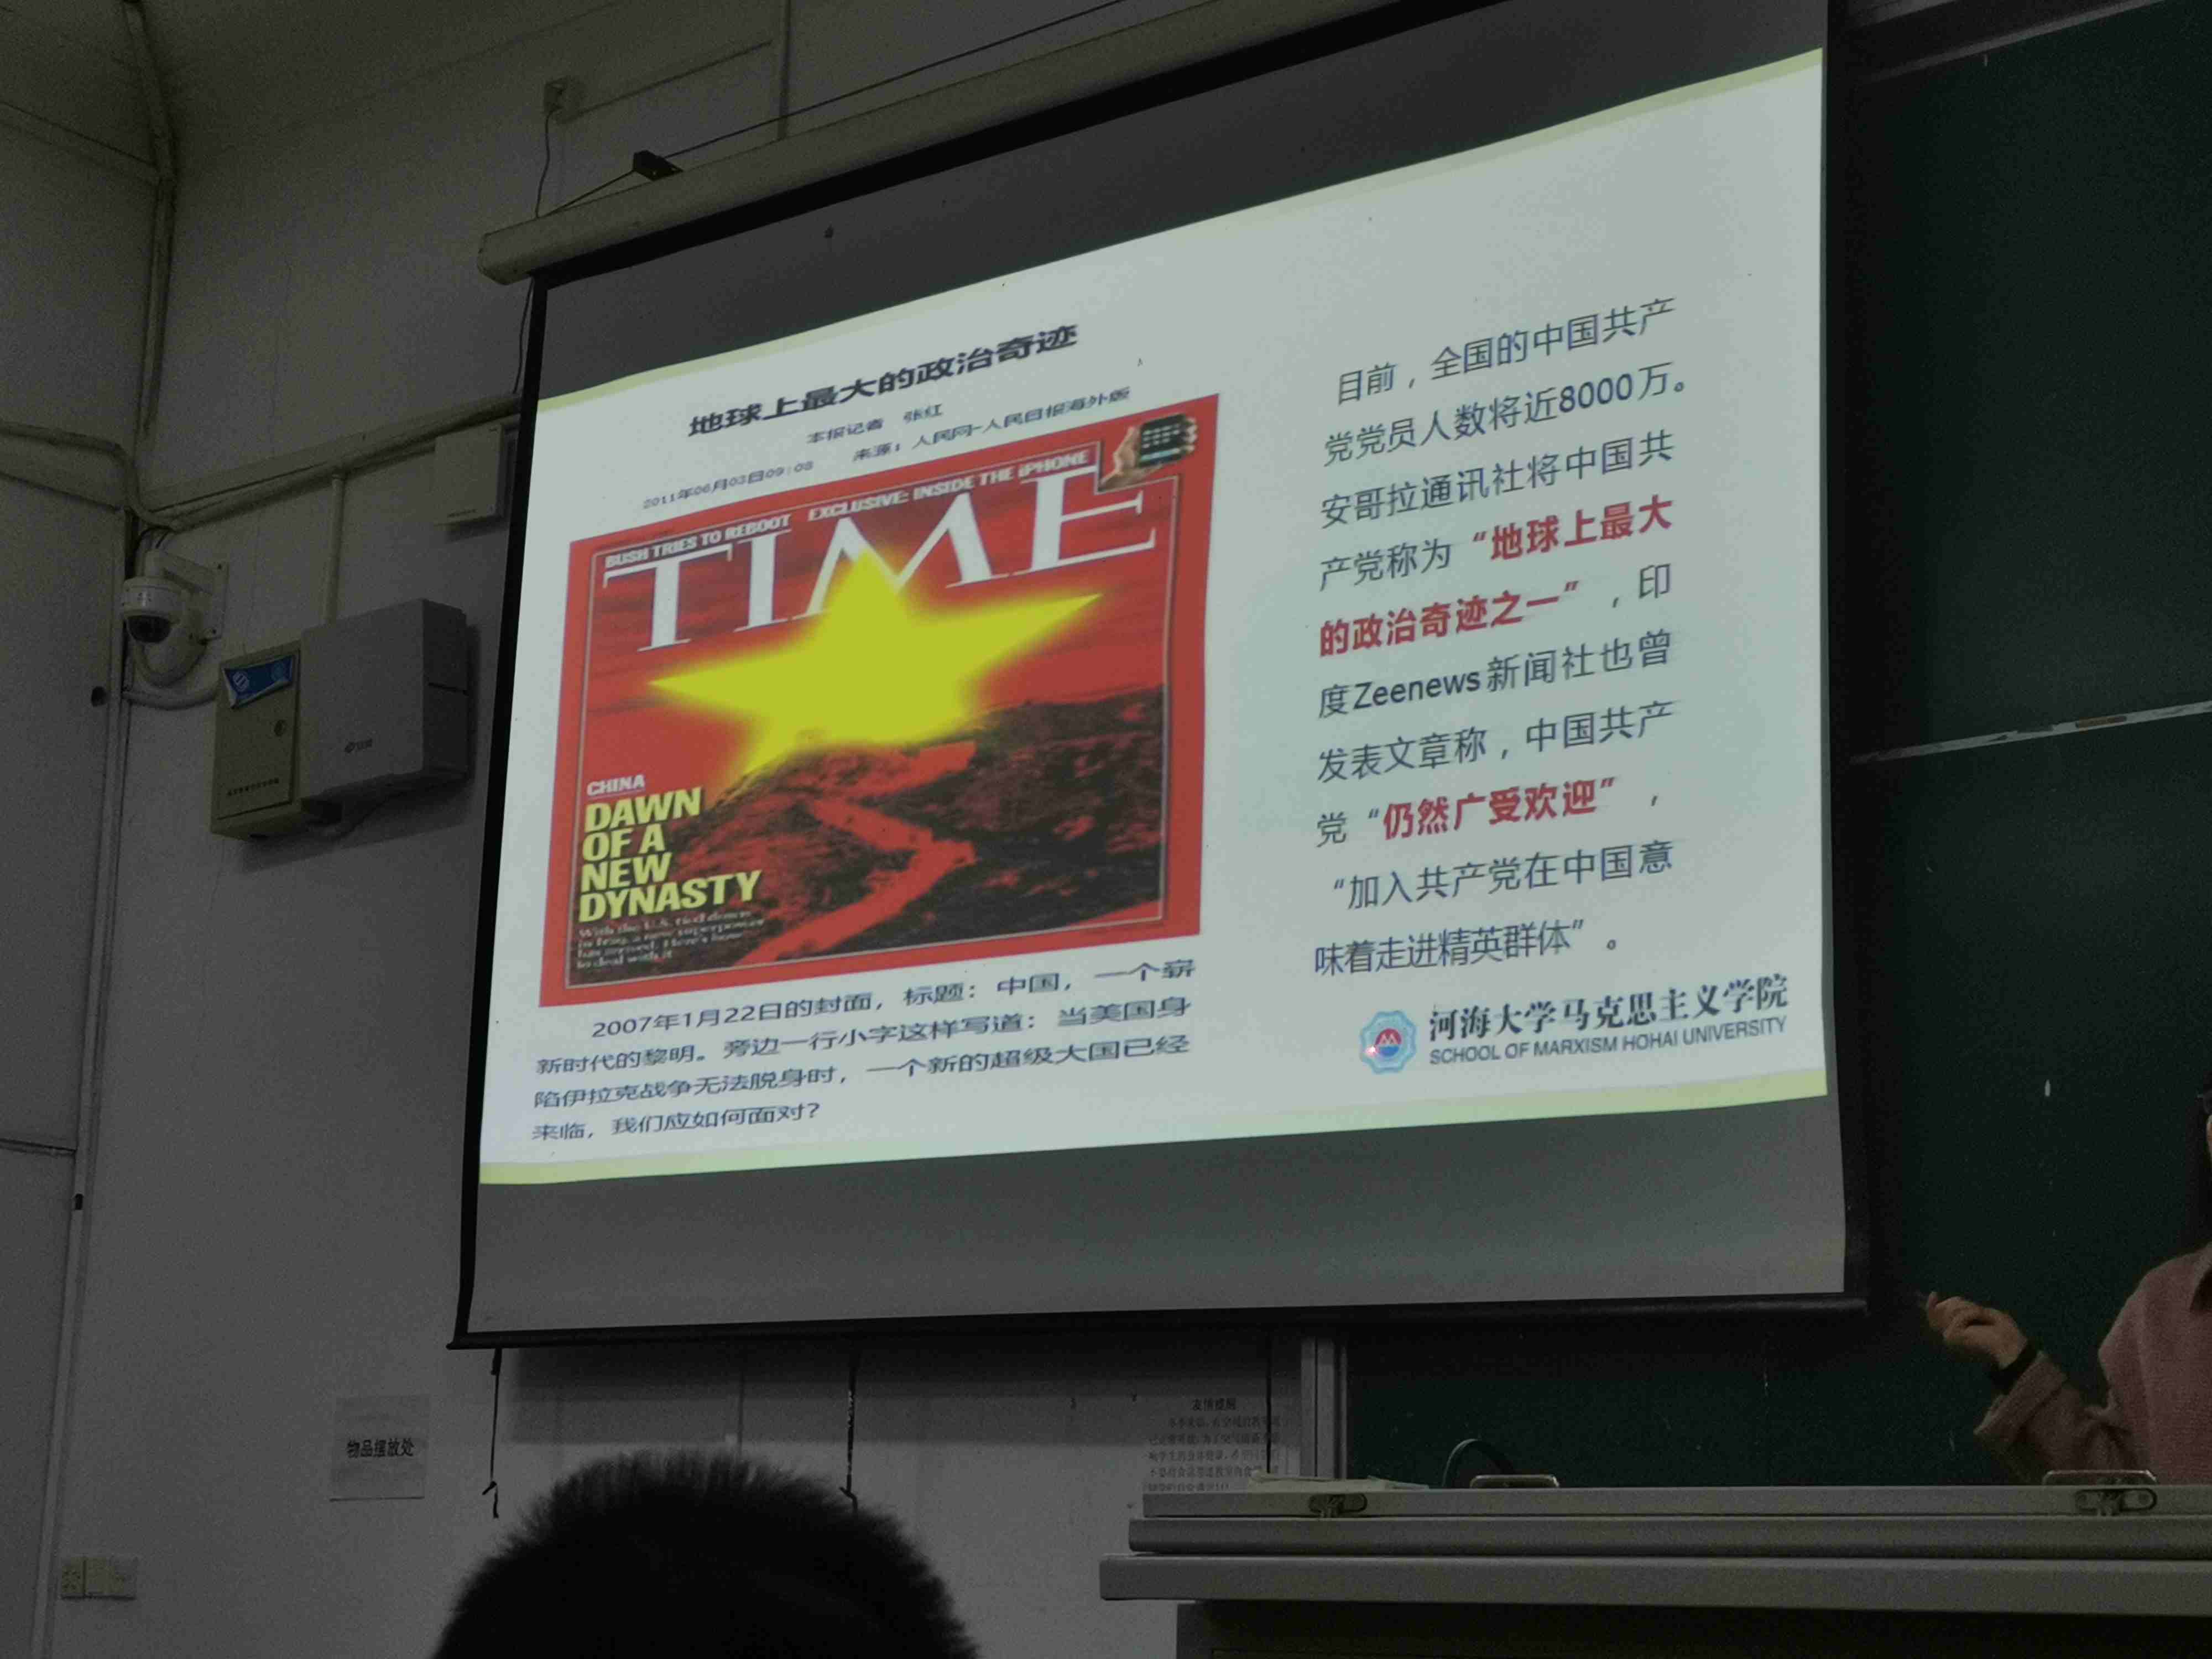 地球上最大的政治奇迹
本报记者 张红
2011年06月03日09:08 来源:人民网-人民日报海外版
BUSH TRIES TO REBOOT EXCLUSIVE: INSIDE THE iPHONE
TIME
CHINA
DAWN
OF A
NEW
DYNASTY
With the U.S. tied down
in Iraq, a new superpower
has arrived. Here's how
to deal with it
2007年1月22日的封面，标题：中国，一个崭
新时代的黎明。旁边一行小字这样写道：当美国身
陷伊拉克战争无法脱身时，一个新的超级大国已经
来临，我们应如何面对？
目前，全国的中国共产
党党员人数将近8000万。
安哥拉通讯社将中国共
产党称为“地球上最大
的政治奇迹之一”，印
度Zeenews新闻社也曾
发表文章称，中国共产
党“仍然广受欢迎”，
“加入共产党在中国意
味着走进精英群体”。
河海大学马克思主义学院
SCHOOL OF MARXISM HOHAI UNIVERSITY
物品摆放处
友情提醒